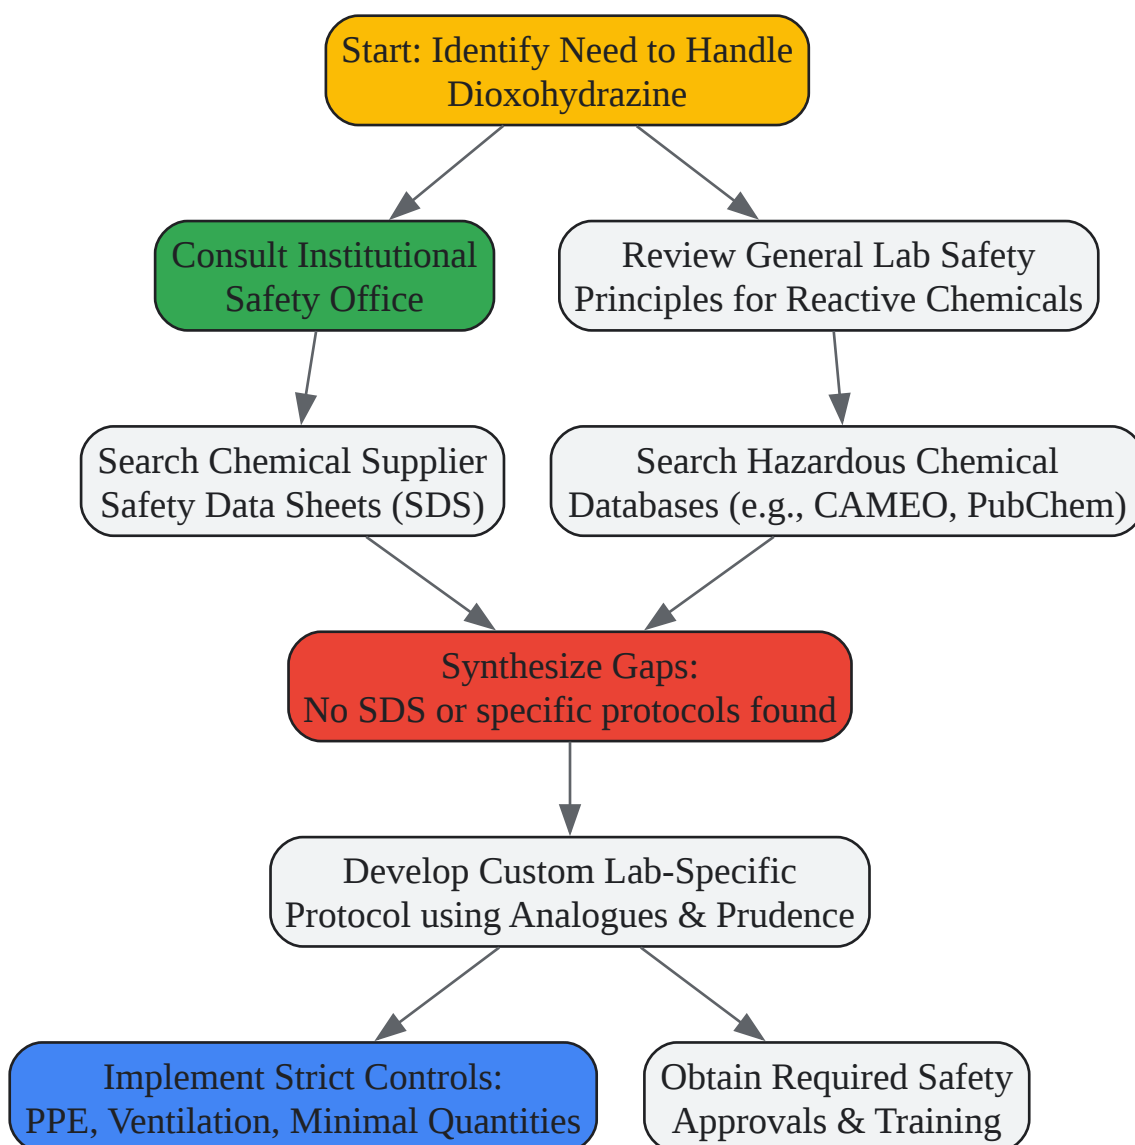 Start: Identify Need to Handle
Dioxohydrazine
Consult Institutional
Safety Office
Review General Lab Safety
Principles for Reactive Chemicals
Search Chemical Supplier
Safety Data Sheets (SDS)
Search Hazardous Chemical
Databases (e.g., CAMEO, PubChem)
Synthesize Gaps:
No SDS or specific protocols found
Develop Custom Lab-Specific
Protocol using Analogues & Prudence
Implement Strict Controls:
PPE, Ventilation, Minimal Quantities
Obtain Required Safety
Approvals & Training